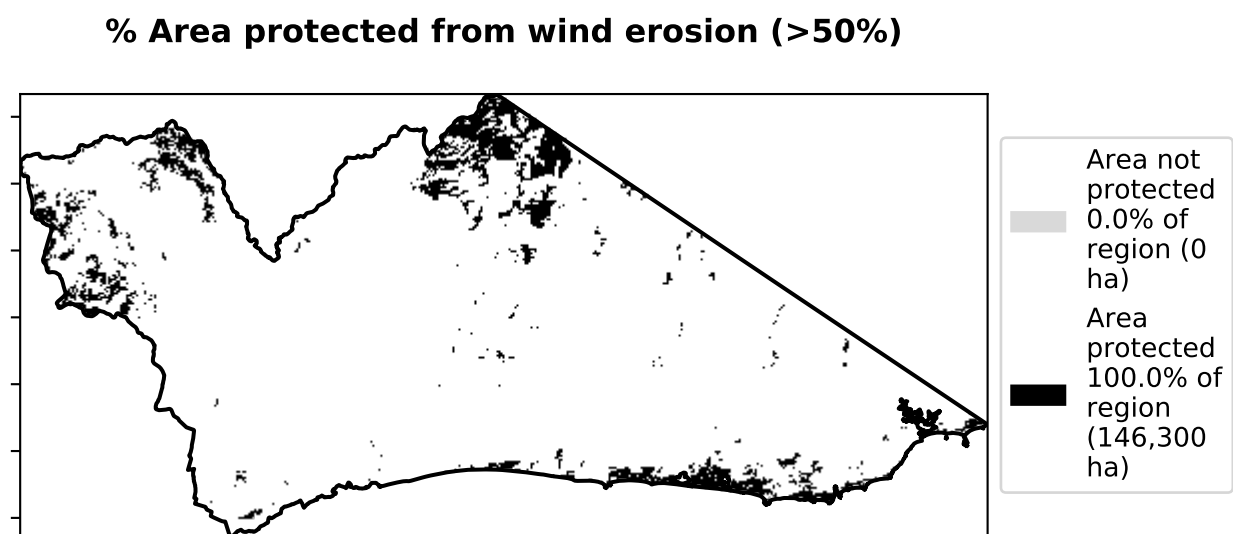 % Area protected from wind erosion (>50%)
Area not
protected
0.0% of
region (0
ha)
Area
protected
100.0% of
region
(146,300
ha)